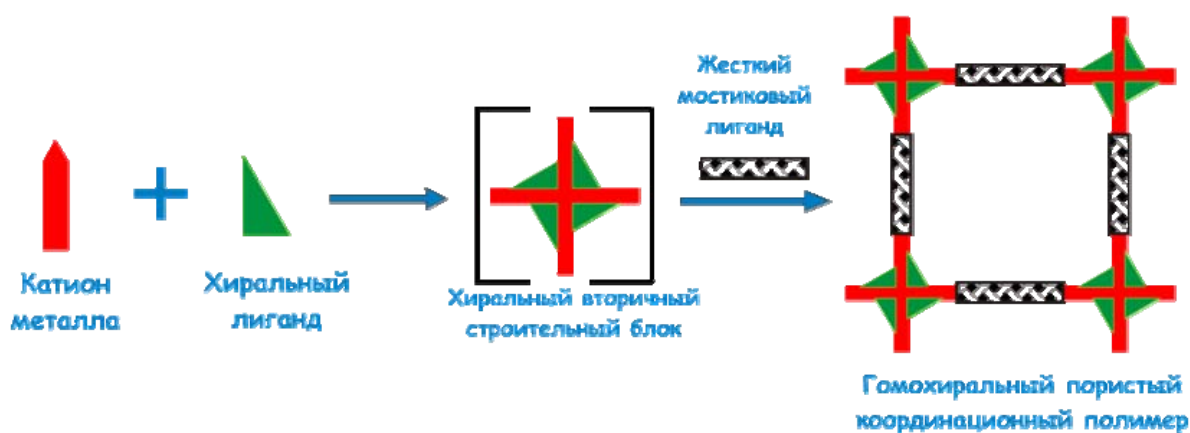 Катион
металла
Хиральный
лиганд
Хиральный вторичный
строительный блок
Жесткий
мостиковый
лиганд
Гомохиральный пористый
координационный полимер